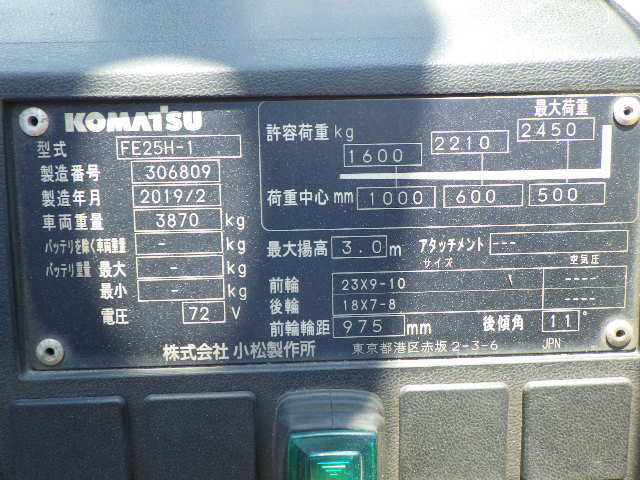 KOMATSU
型式 FE25H-1
製造番号 306809
製造年月 2019/2
車両重量 3870 kg
バッテリを除く車両重量 - kg
バッテリ重量 最大 - kg
最小 - kg
電圧 72 V
最大荷重
許容荷重 kg 1600 2210 2450
荷重中心 mm 1000 600 500
最大揚高 3.0 m アタッチメント ---
サイズ 空気圧
前輪 23X9-10 ----
後輪 18X7-8 ----
前輪輪距 975 mm 後傾角 11°
株式会社 小松製作所 東京都港区赤坂 2-3-6 JPN